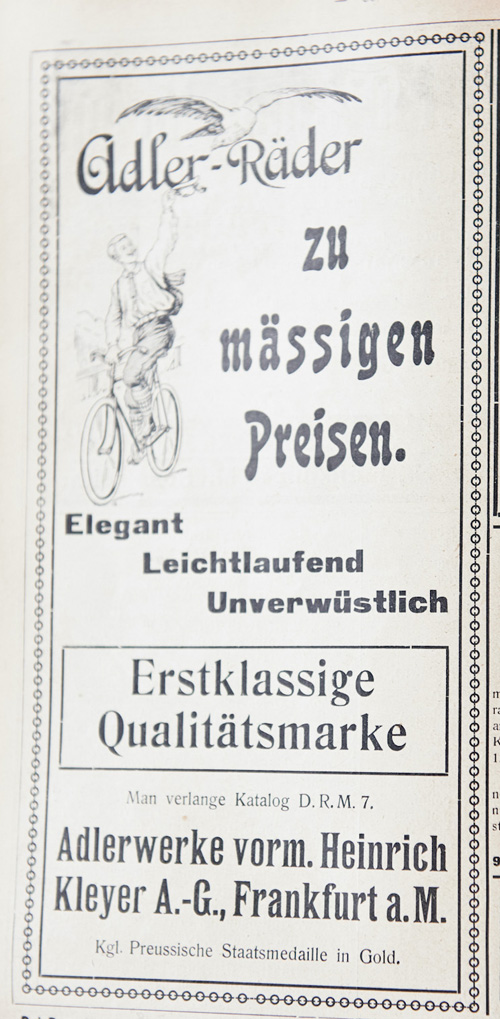 Adler-Räder
zu
mässigen
Preisen.
Elegant
Leichtlaufend
Unverwüstlich
Erstklassige
Qualitätsmarke
Man verlange Katalog D. R. M. 7.
Adlerwerke vorm. Heinrich
Kleyer A.-G., Frankfurt a. M.
Kgl. Preussische Staatsmedaille in Gold.